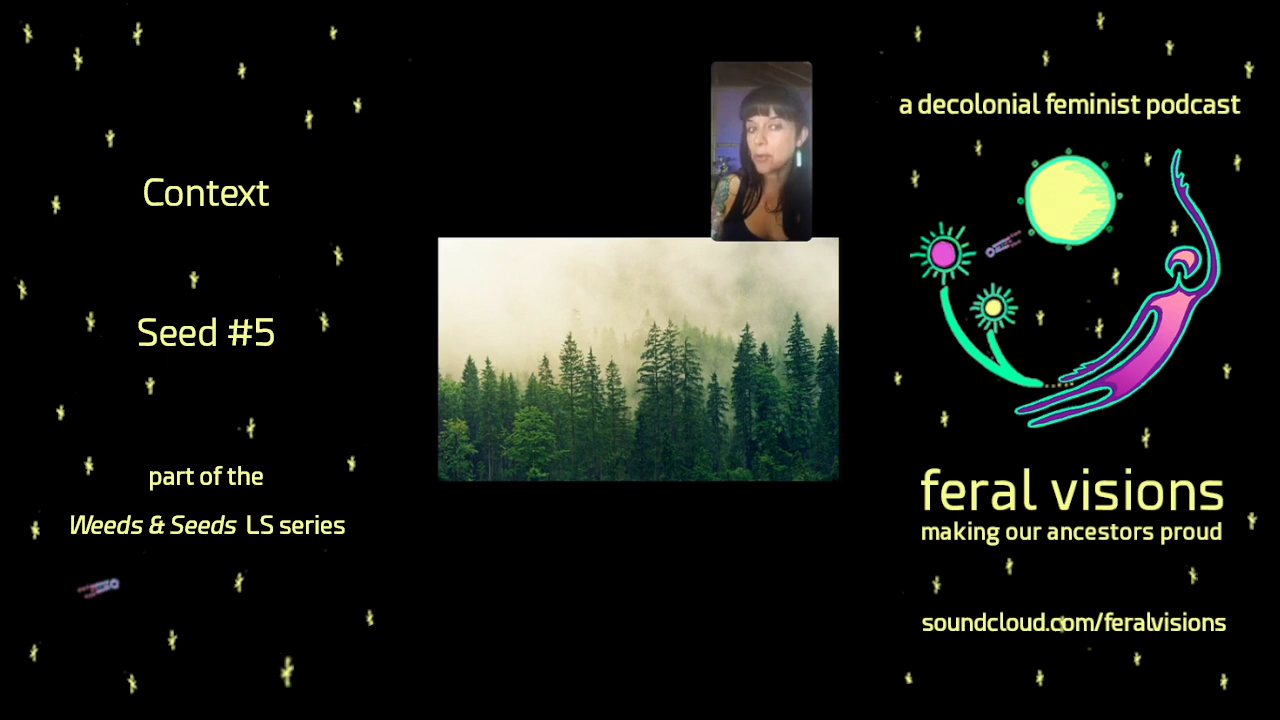 Context
Seed #5
part of the
Weeds & Seeds LS series
a decolonial feminist podcast
feral visions
making our ancestors proud
soundcloud.com/feralvisions